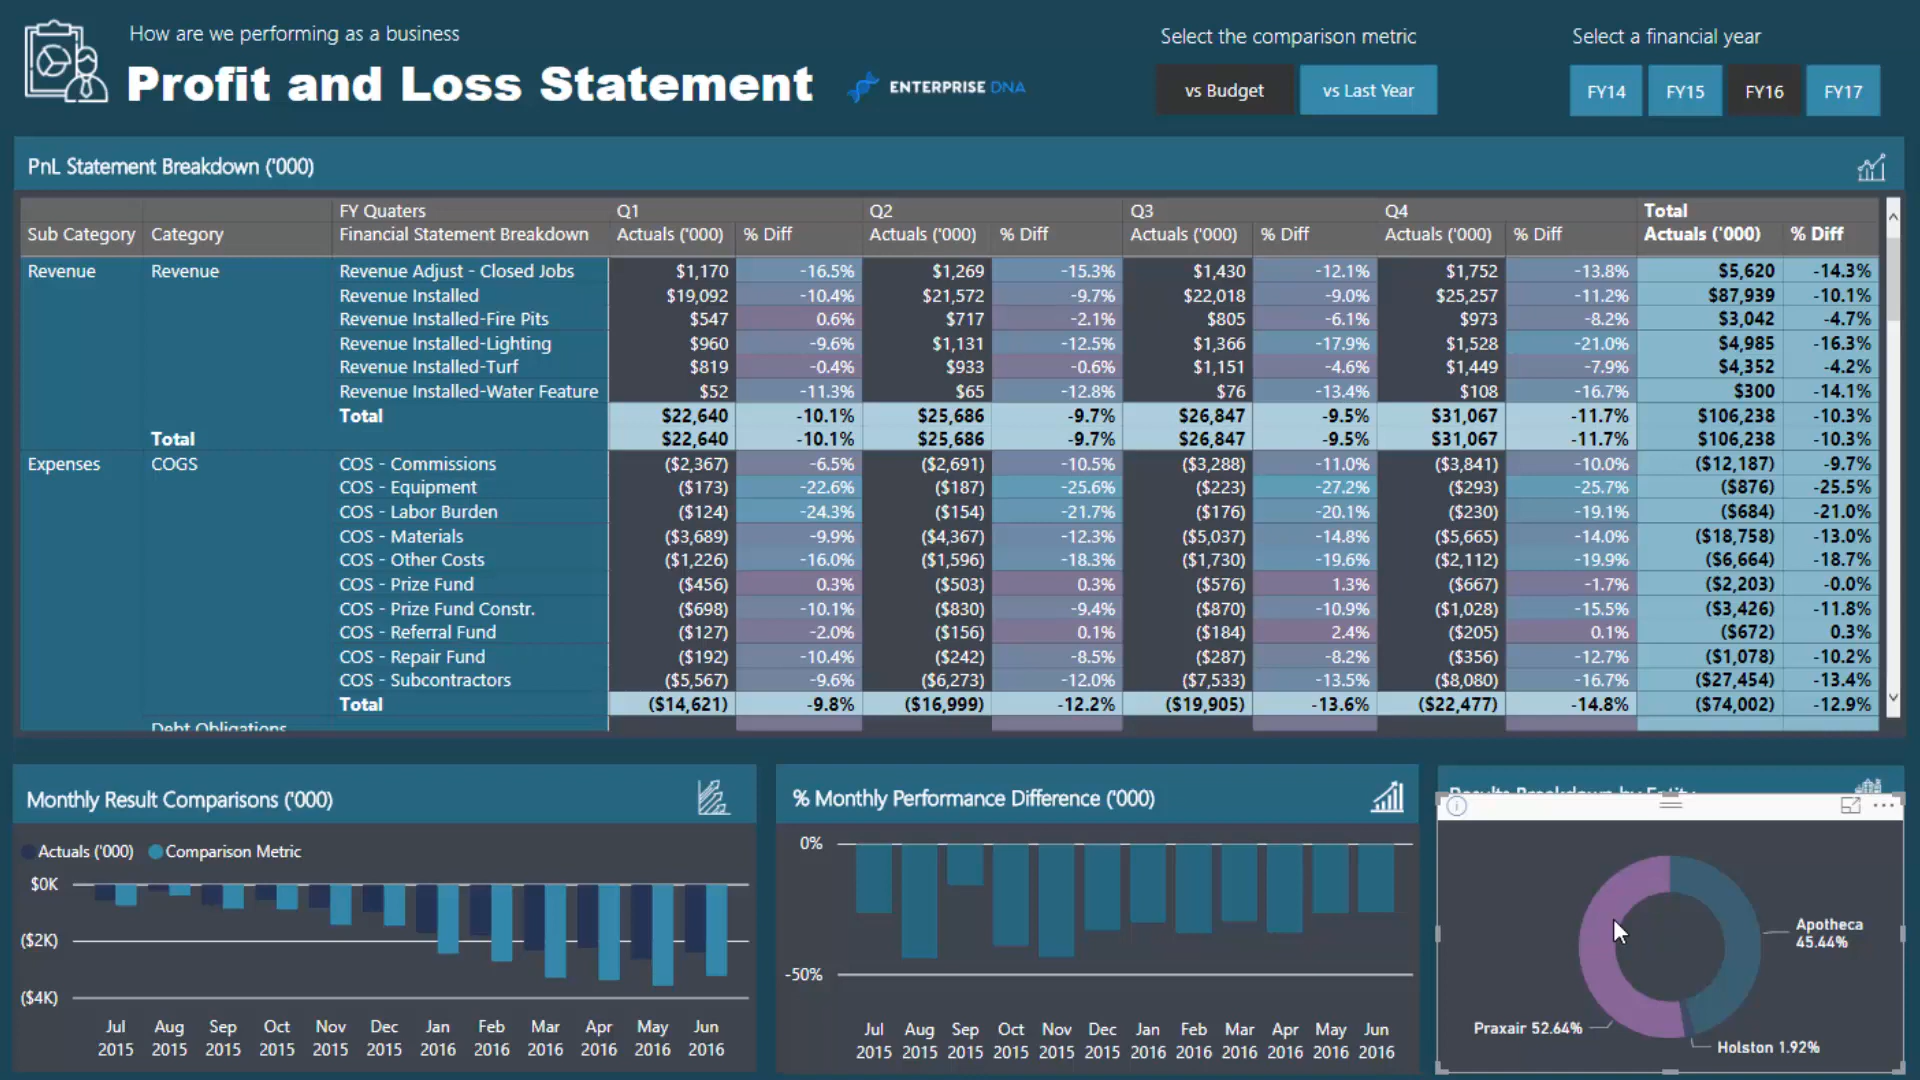 How are we performing as a business
Profit and Loss Statement
ENTERPRISE DNA
Select the comparison metric
vs Budget
vs Last Year
Select a financial year
FY14
FY15
FY16
FY17
PnL Statement Breakdown ('000)
FY Quaters Q1 Q2 Q3 Q4 Total
Sub Category Category Financial Statement Breakdown Actuals ('000) % Diff Actuals ('000) % Diff Actuals ('000) % Diff Actuals ('000) % Diff Actuals ('000) % Diff
Revenue Revenue Revenue Adjust - Closed Jobs $1,170 -16.5% $1,269 -15.3% $1,430 -12.1% $1,752 -13.8% $5,620 -14.3%
Revenue Installed $19,092 -10.4% $21,572 -9.7% $22,018 -9.0% $25,257 -11.2% $87,939 -10.1%
Revenue Installed-Fire Pits $547 0.6% $717 -2.1% $805 -6.1% $973 -8.2% $3,042 -4.7%
Revenue Installed-Lighting $960 -9.6% $1,131 -12.5% $1,366 -17.9% $1,528 -21.0% $4,985 -16.3%
Revenue Installed-Turf $819 -0.4% $933 -0.6% $1,151 -4.6% $1,449 -7.9% $4,352 -4.2%
Revenue Installed-Water Feature $52 -11.3% $65 -12.8% $76 -13.4% $108 -16.7% $300 -14.1%
Total $22,640 -10.1% $25,686 -9.7% $26,847 -9.5% $31,067 -11.7% $106,238 -10.3%
Total $22,640 -10.1% $25,686 -9.7% $26,847 -9.5% $31,067 -11.7% $106,238 -10.3%
Expenses COGS COS - Commissions ($2,367) -6.5% ($2,691) -10.5% ($3,288) -11.0% ($3,841) -10.0% ($12,187) -9.7%
COS - Equipment ($173) -22.6% ($187) -25.6% ($223) -27.2% ($293) -25.7% ($876) -25.5%
COS - Labor Burden ($124) -24.3% ($154) -21.7% ($176) -20.1% ($230) -19.1% ($684) -21.0%
COS - Materials ($3,689) -9.9% ($4,367) -12.3% ($5,037) -14.8% ($5,665) -14.0% ($18,758) -13.0%
COS - Other Costs ($1,226) -16.0% ($1,596) -18.3% ($1,730) -19.6% ($2,112) -19.9% ($6,664) -18.7%
COS - Prize Fund ($456) 0.3% ($503) 0.3% ($576) 1.3% ($667) -1.7% ($2,203) -0.0%
COS - Prize Fund Constr. ($698) -10.1% ($830) -9.4% ($870) -10.9% ($1,028) -15.5% ($3,426) -11.8%
COS - Referral Fund ($127) -2.0% ($156) 0.1% ($184) 2.4% ($205) 0.1% ($672) 0.3%
COS - Repair Fund ($192) -10.4% ($242) -8.5% ($287) -8.2% ($356) -12.7% ($1,078) -10.2%
COS - Subcontractors ($5,567) -9.6% ($6,273) -12.0% ($7,533) -13.5% ($8,080) -16.7% ($27,454) -13.4%
Total ($14,621) -9.8% ($16,999) -12.2% ($19,905) -13.6% ($22,477) -14.8% ($74,002) -12.9%
Debt Obligations
Monthly Result Comparisons ('000)
Actuals ('000) Comparison Metric
$0K
($2K)
($4K)
Jul Aug Sep Oct Nov Dec Jan Feb Mar Apr May Jun
2015 2015 2015 2015 2015 2015 2016 2016 2016 2016 2016 2016
% Monthly Performance Difference ('000)
0%
-50%
Jul Aug Sep Oct Nov Dec Jan Feb Mar Apr May Jun
2015 2015 2015 2015 2015 2015 2016 2016 2016 2016 2016 2016
Results Breakdown by Entity
Apotheca
45.44%
Praxair 52.64%
Holston 1.92%